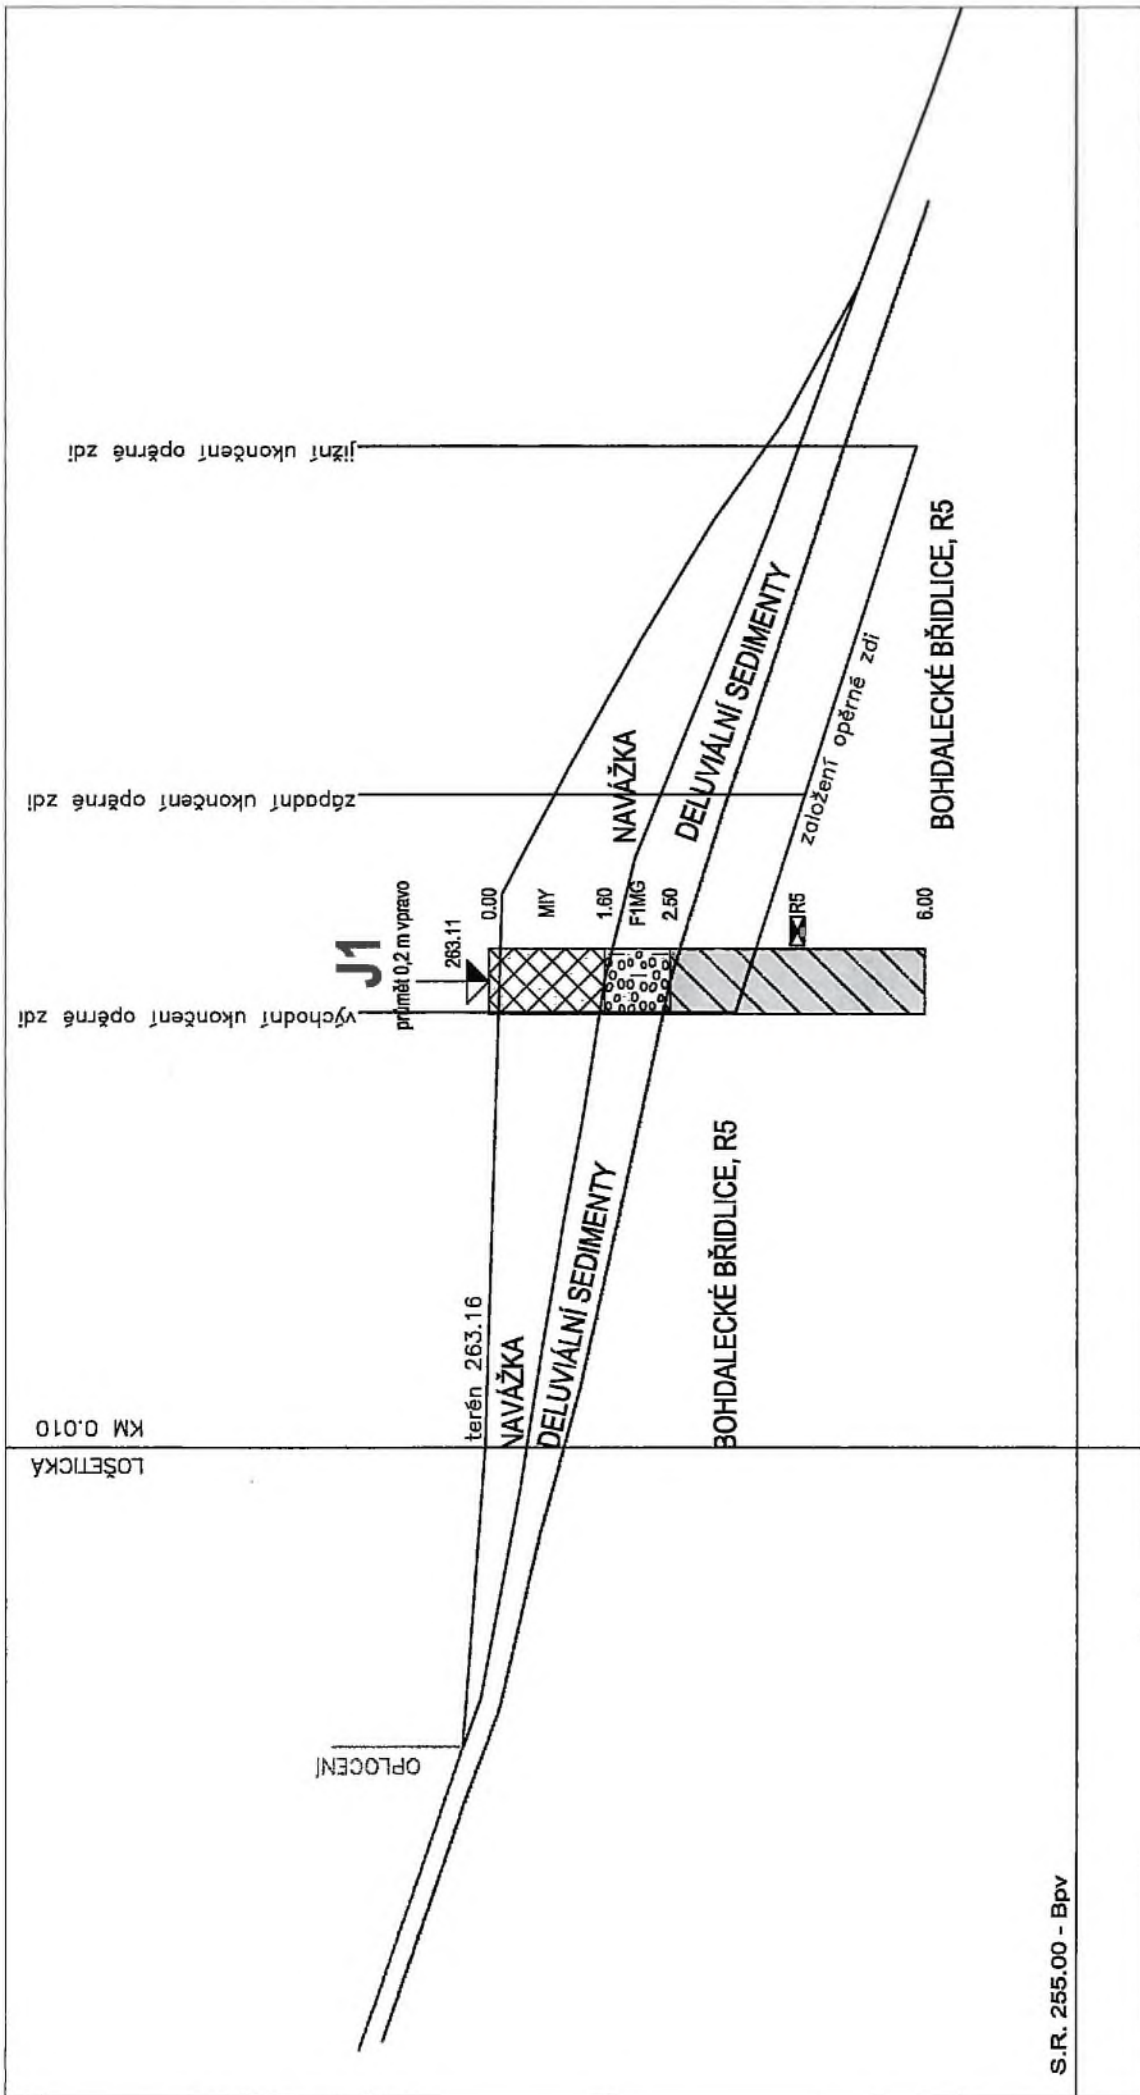 LOŠETICKÁ
KM 0.010
východní ukončení opěrné zdi
západní ukončení opěrné zdi
jižní ukončení opěrné zdi
J1
průmět 0,2 m vpravo
263.11
OPLOCENÍ
terén 263.16
0.00
MIY
1.60
F1MG
2.50
R5
6.00
NAVÁŽKA
DELUVIÁLNÍ SEDIMENTY
BOHDALECKÉ BŘIDLICE, R5
NAVÁŽKA
DELUVIÁLNÍ SEDIMENTY
založení opěrné zdi
BOHDALECKÉ BŘIDLICE, R5
S.R. 255.00 - Bpv